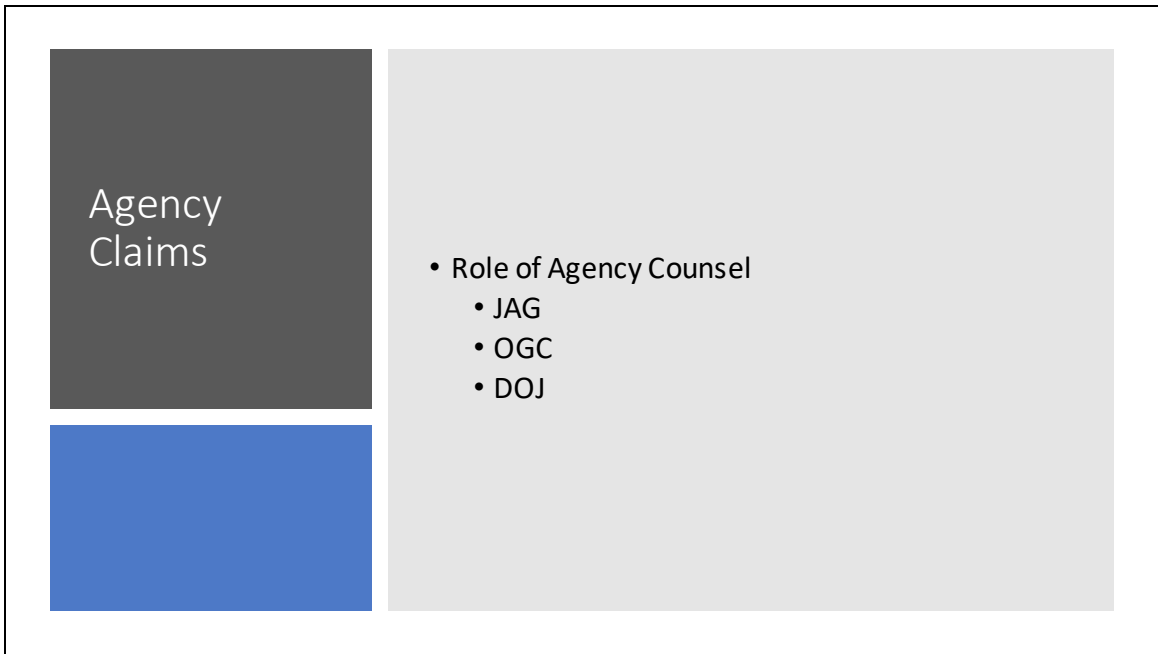 Agency
Claims
• Role of Agency Counsel
• JAG
• OGC
• DOJ